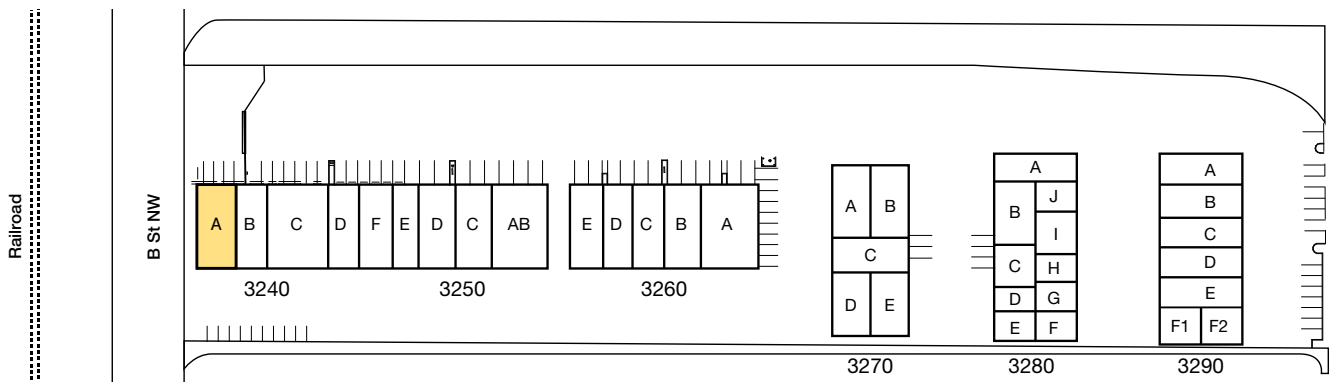 Railroad
B St NW
A B C D F E D C AB
3240 3250
E D C B A
3260
A B
C
D E
3270
A
B J
I
C H
D G
E F
3280
A
B
C
D
E
F1 F2
3290